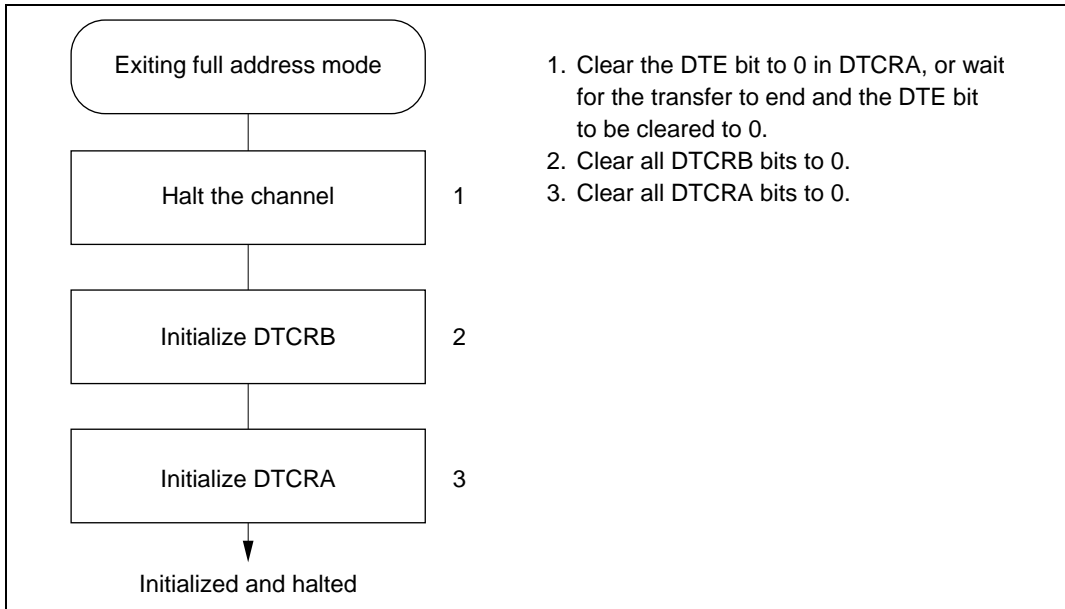 Exiting full address mode
Halt the channel 1
Initialize DTCRB 2
Initialize DTCRA 3
Initialized and halted
1. Clear the DTE bit to 0 in DTCRA, or wait
for the transfer to end and the DTE bit
to be cleared to 0.
2. Clear all DTCRB bits to 0.
3. Clear all DTCRA bits to 0.